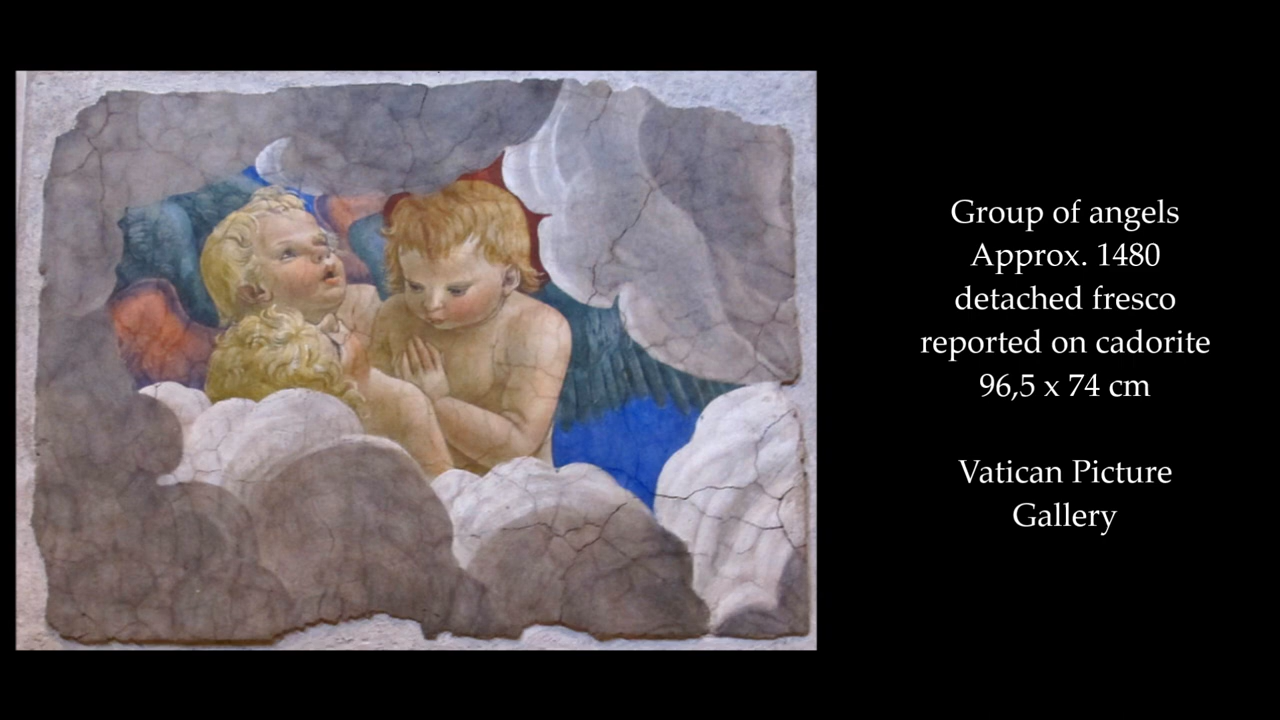 Group of angels
Approx. 1480
detached fresco
reported on cadorite
96,5 x 74 cm
Vatican Picture
Gallery